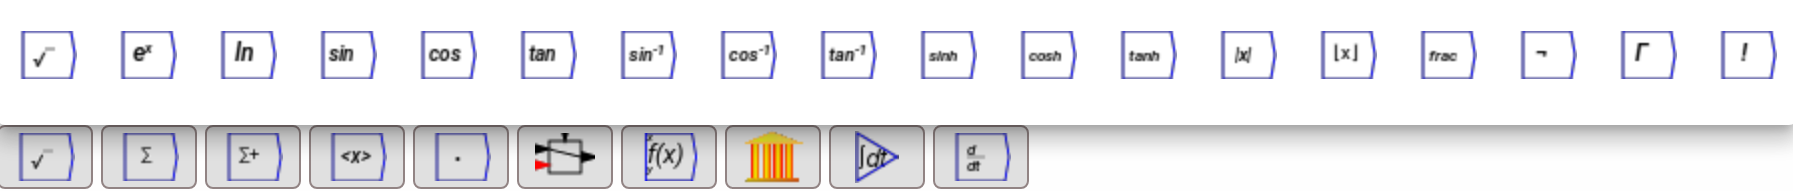 √ eˣ ln sin cos tan sin⁻¹ cos⁻¹ tan⁻¹ sinh cosh tanh |x| ⌊x⌋ frac ¬ Γ !
√ Σ Σ+ <x> . x f(x) y ∫dt d/dt